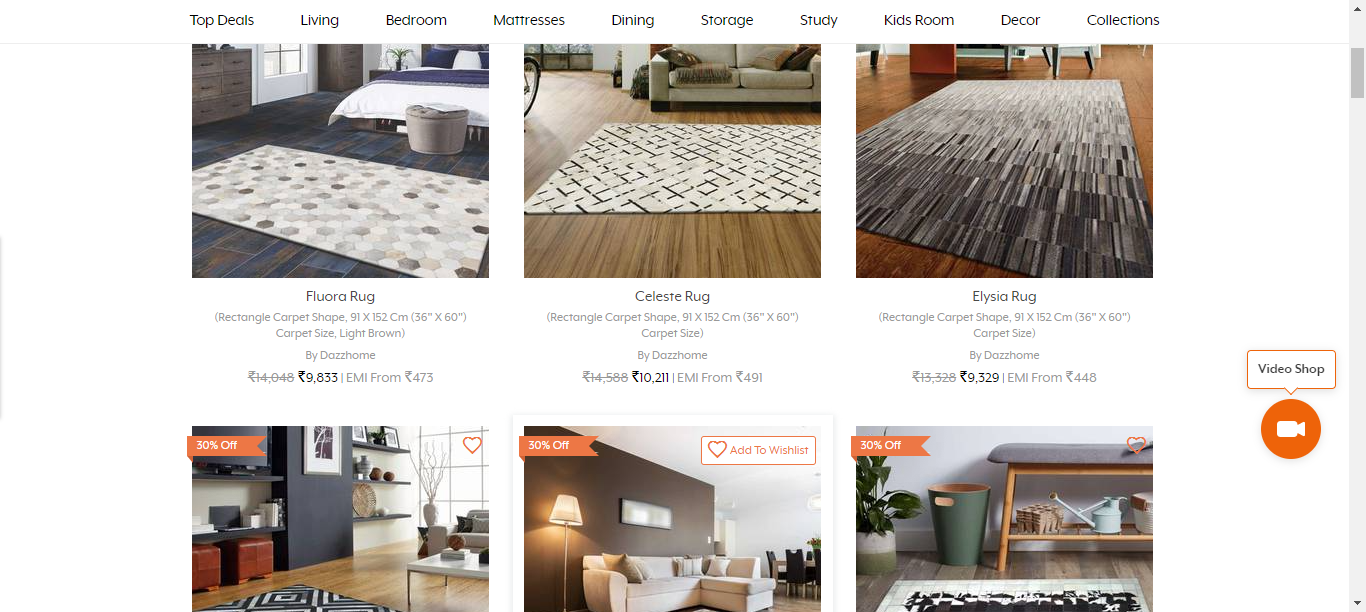 Top Deals Living Bedroom Mattresses Dining Storage Study Kids Room Decor Collections
Fluora Rug
(Rectangle Carpet Shape, 91 X 152 Cm (36" X 60")
Carpet Size, Light Brown)
By Dazzhome
₹14,048 ₹9,833 | EMI From ₹473
Celeste Rug
(Rectangle Carpet Shape, 91 X 152 Cm (36" X 60")
Carpet Size)
By Dazzhome
₹14,588 ₹10,211 | EMI From ₹491
Elysia Rug
(Rectangle Carpet Shape, 91 X 152 Cm (36" X 60")
Carpet Size)
By Dazzhome
₹13,328 ₹9,329 | EMI From ₹448
Video Shop
30% Off
30% Off
Add To Wishlist
30% Off